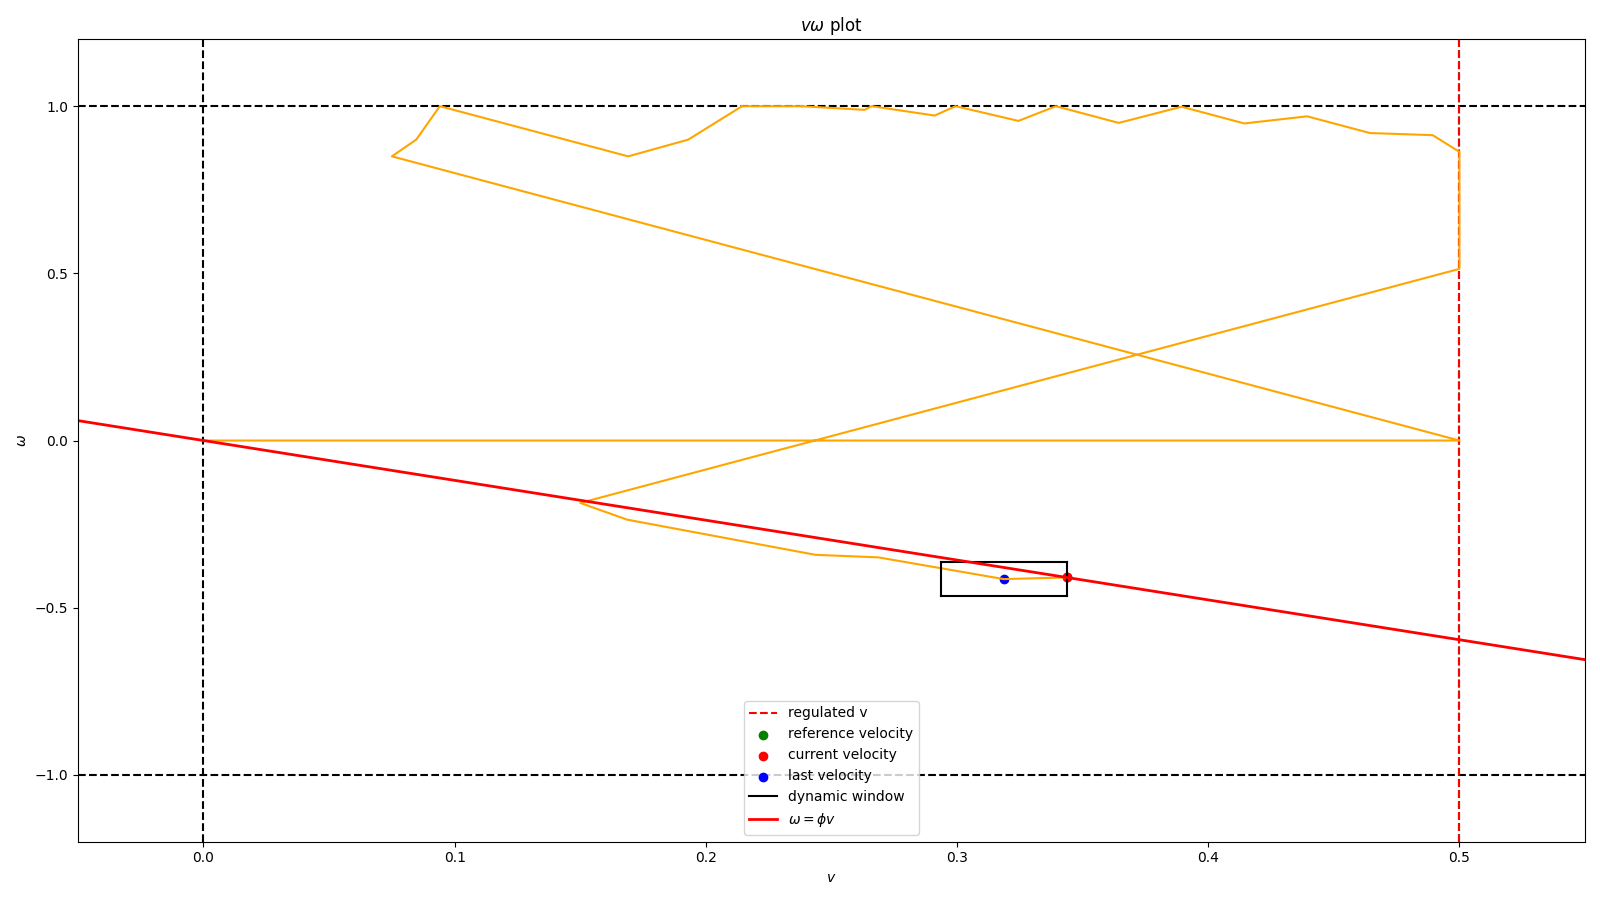 vω plot
1.0
0.5
0.0
−0.5
−1.0
ω
0.0
0.1
0.2
0.3
0.4
0.5
v
regulated v
reference velocity
current velocity
last velocity
dynamic window
ω = ϕv